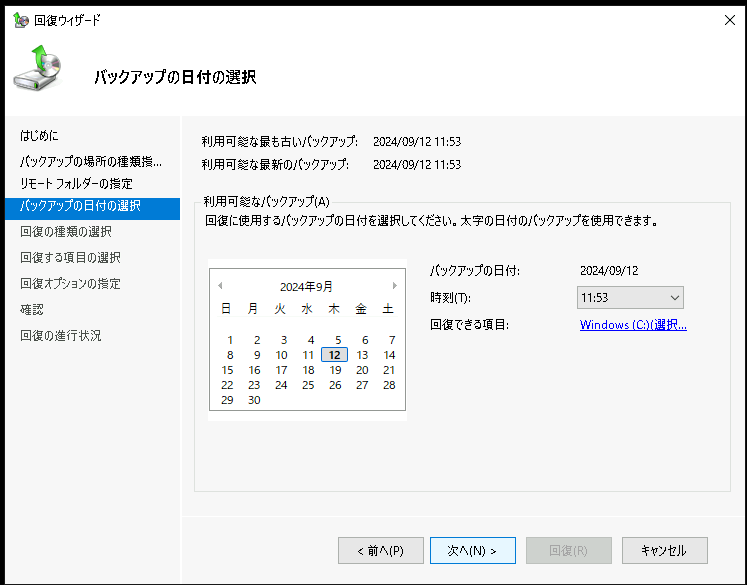 回復ウィザード
バックアップの日付の選択
はじめに
バックアップの場所の種類指...
リモート フォルダーの指定
バックアップの日付の選択
回復の種類の選択
回復する項目の選択
回復オプションの指定
確認
回復の進行状況
利用可能な最も古いバックアップ: 2024/09/12 11:53
利用可能な最新のバックアップ: 2024/09/12 11:53
利用可能なバックアップ(A)
回復に使用するバックアップの日付を選択してください。太字の日付のバックアップを使用できます。
2024年9月
日 月 火 水 木 金 土
1 2 3 4 5 6 7
8 9 10 11 12 13 14
15 16 17 18 19 20 21
22 23 24 25 26 27 28
29 30
バックアップの日付: 2024/09/12
時刻(T): 11:53
回復できる項目: Windows (C:)(選択...
< 前へ(P) 次へ(N) > 回復(R) キャンセル